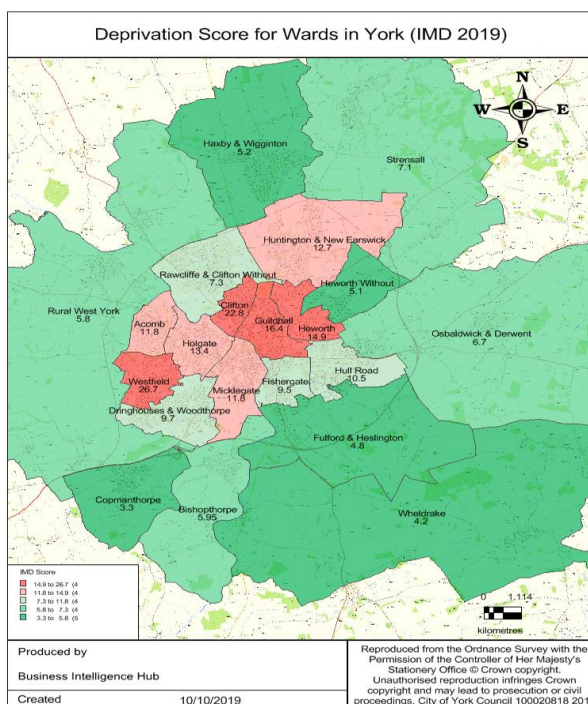 Deprivation Score for Wards in York (IMD 2019)
N
W E
S
Haxby & Wigginton
5.2
Strensall
7.1
Huntington & New Earswick
12.7
Rawcliffe & Clifton Without
7.3
Heworth Without
5.1
Rural West York
5.8
Clifton
22.8
Guildhall
16.4
Heworth
14.9
Osbaldwick & Derwent
6.7
Acomb
11.8
Holgate
13.4
Westfield
26.7
Micklegate
11.8
Fishergate
9.5
Hull Road
10.5
Dringhouses & Woodthorpe
9.7
Fulford & Heslington
4.8
Copmanthorpe
3.3
Bishopthorpe
5.95
Wheldrake
4.2
IMD Score
14.9 to 26.7 (4
11.8 to 14.9 (4
7.3 to 11.8 (4
5.8 to 7.3 (4
3.3 to 5.8 (5
0 1.114
kilometres
Produced by
Business Intelligence Hub
Created 10/10/2019
Reproduced from the Ordnance Survey with the
Permission of the Controller of Her Majesty's
Stationery Office © Crown copyright.
Unauthorised reproduction infringes Crown
copyright and may lead to prosecution or civil
proceedings. City of York Council 100020818 201